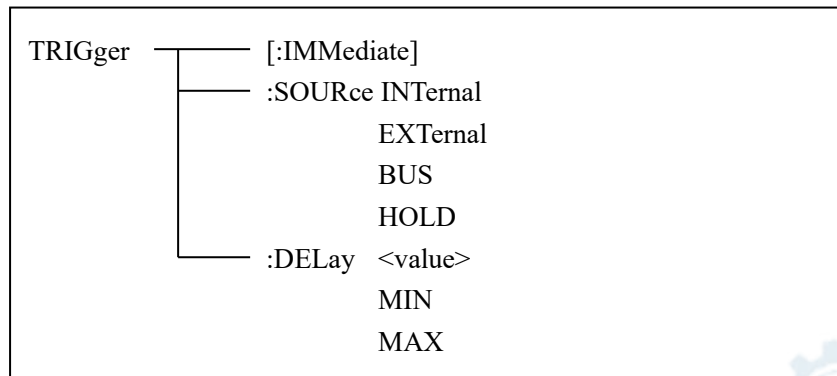 TRIGger [:IMMediate]
:SOURce INTernal
EXTernal
BUS
HOLD
:DELay <value>
MIN
MAX